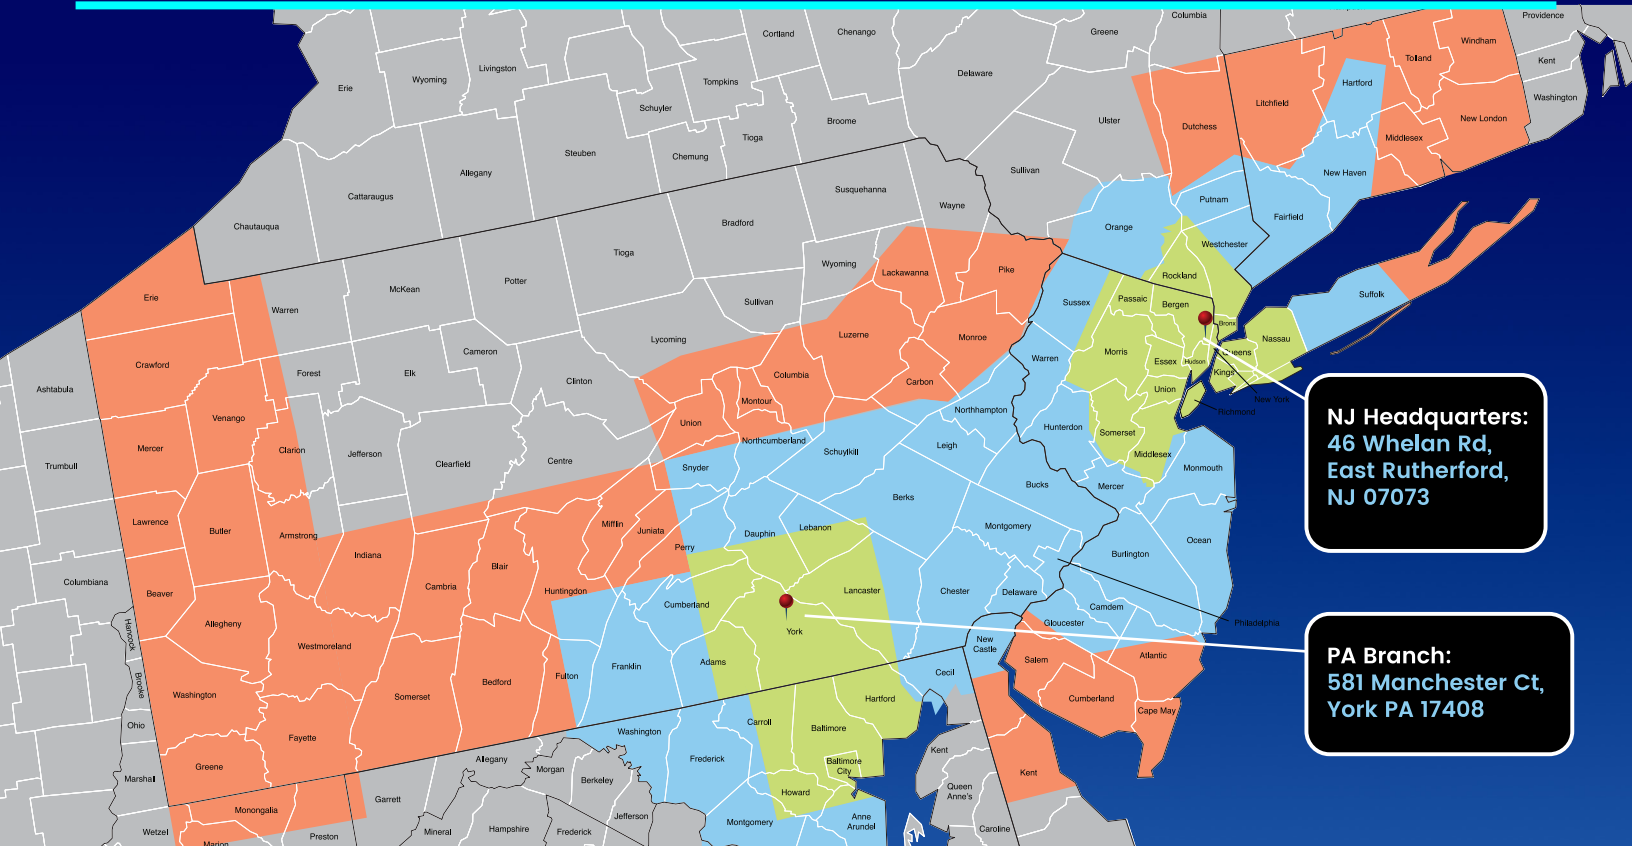 Columbia
Providence
Cortland
Chenango
Greene
Windham
Tolland
Kent
Livingston
Wyoming
Erie
Tompkins
Delaware
Hartford
Washington
Schuyler
Litchfield
Broome
Ulster
Dutchess
New London
Tioga
Middlesex
Steuben
Chemung
Allegany
Sullivan
New Haven
Cattaraugus
Susquehanna
Wayne
Putnam
Chautauqua
Bradford
Orange
Fairfield
Tioga
Westchester
Wyoming
Lackawanna
Pike
Rockland
Potter
McKean
Erie
Warren
Sullivan
Sussex
Passaic
Bergen
Suffolk
Bronx
Lycoming
Luzerne
Monroe
Nassau
Cameron
Morris
Queens
Warren
Essex
Hudson
Crawford
Forest
Elk
Clinton
Columbia
Carbon
Kings
Ashtabula
Union
Montour
New York
Northhampton
Richmond
Venango
Union
Hunterdon
Somerset
NJ Headquarters:
46 Whelan Rd,
East Rutherford,
NJ 07073
Northumberland
Leigh
Mercer
Clarion
Jefferson
Clearfield
Centre
Snyder
Schuylkill
Middlesex
Monmouth
Trumbull
Bucks
Mercer
Berks
Lawrence
Butler
Armstrong
Mifflin
Juniata
Dauphin
Lebanon
Montgomery
Ocean
Indiana
Perry
Burlington
Blair
Columbiana
Beaver
Cambria
Huntingdon
Lancaster
Chester
Delaware
Cumberland
Camdem
Allegheny
Gloucester
Philadelphia
Hancock
York
Westmoreland
New
Castle
PA Branch:
581 Manchester Ct,
York PA 17408
Franklin
Adams
Salem
Atlantic
Fulton
Cecil
Bedford
Brooke
Washington
Somerset
Hartford
Cumberland
Cape May
Ohio
Carroll
Baltimore
Washington
Fayette
Kent
Frederick
Allegany
Greene
Morgan
Baltimore
City
Kent
Marshall
Berkeley
Queen
Anne's
Howard
Garrett
Monongalia
Jefferson
Montgomery
Anne
Arundel
Wetzel
Preston
Mineral
Hampshire
Frederick
Caroline
Marion